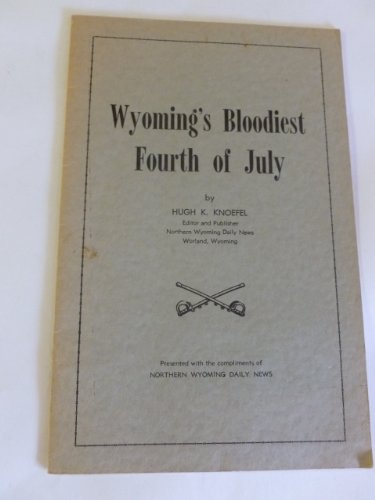 Wyoming's Bloodiest
Fourth of July
by
HUGH K. KNOEFEL
Editor and Publisher
Northern Wyoming Daily News
Worland, Wyoming
Presented with the compliments of
NORTHERN WYOMING DAILY NEWS